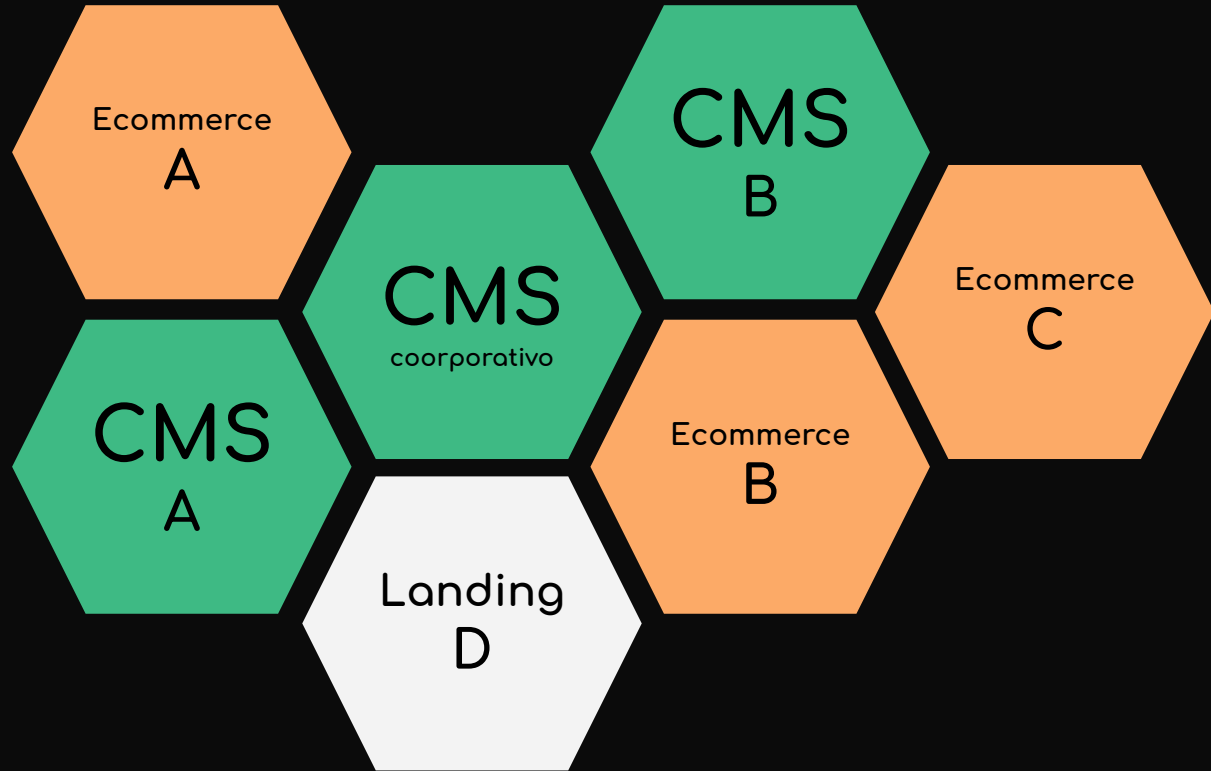 Ecommerce
A
CMS
A
CMS
coorporativo
Landing
D
CMS
B
Ecommerce
B
Ecommerce
C